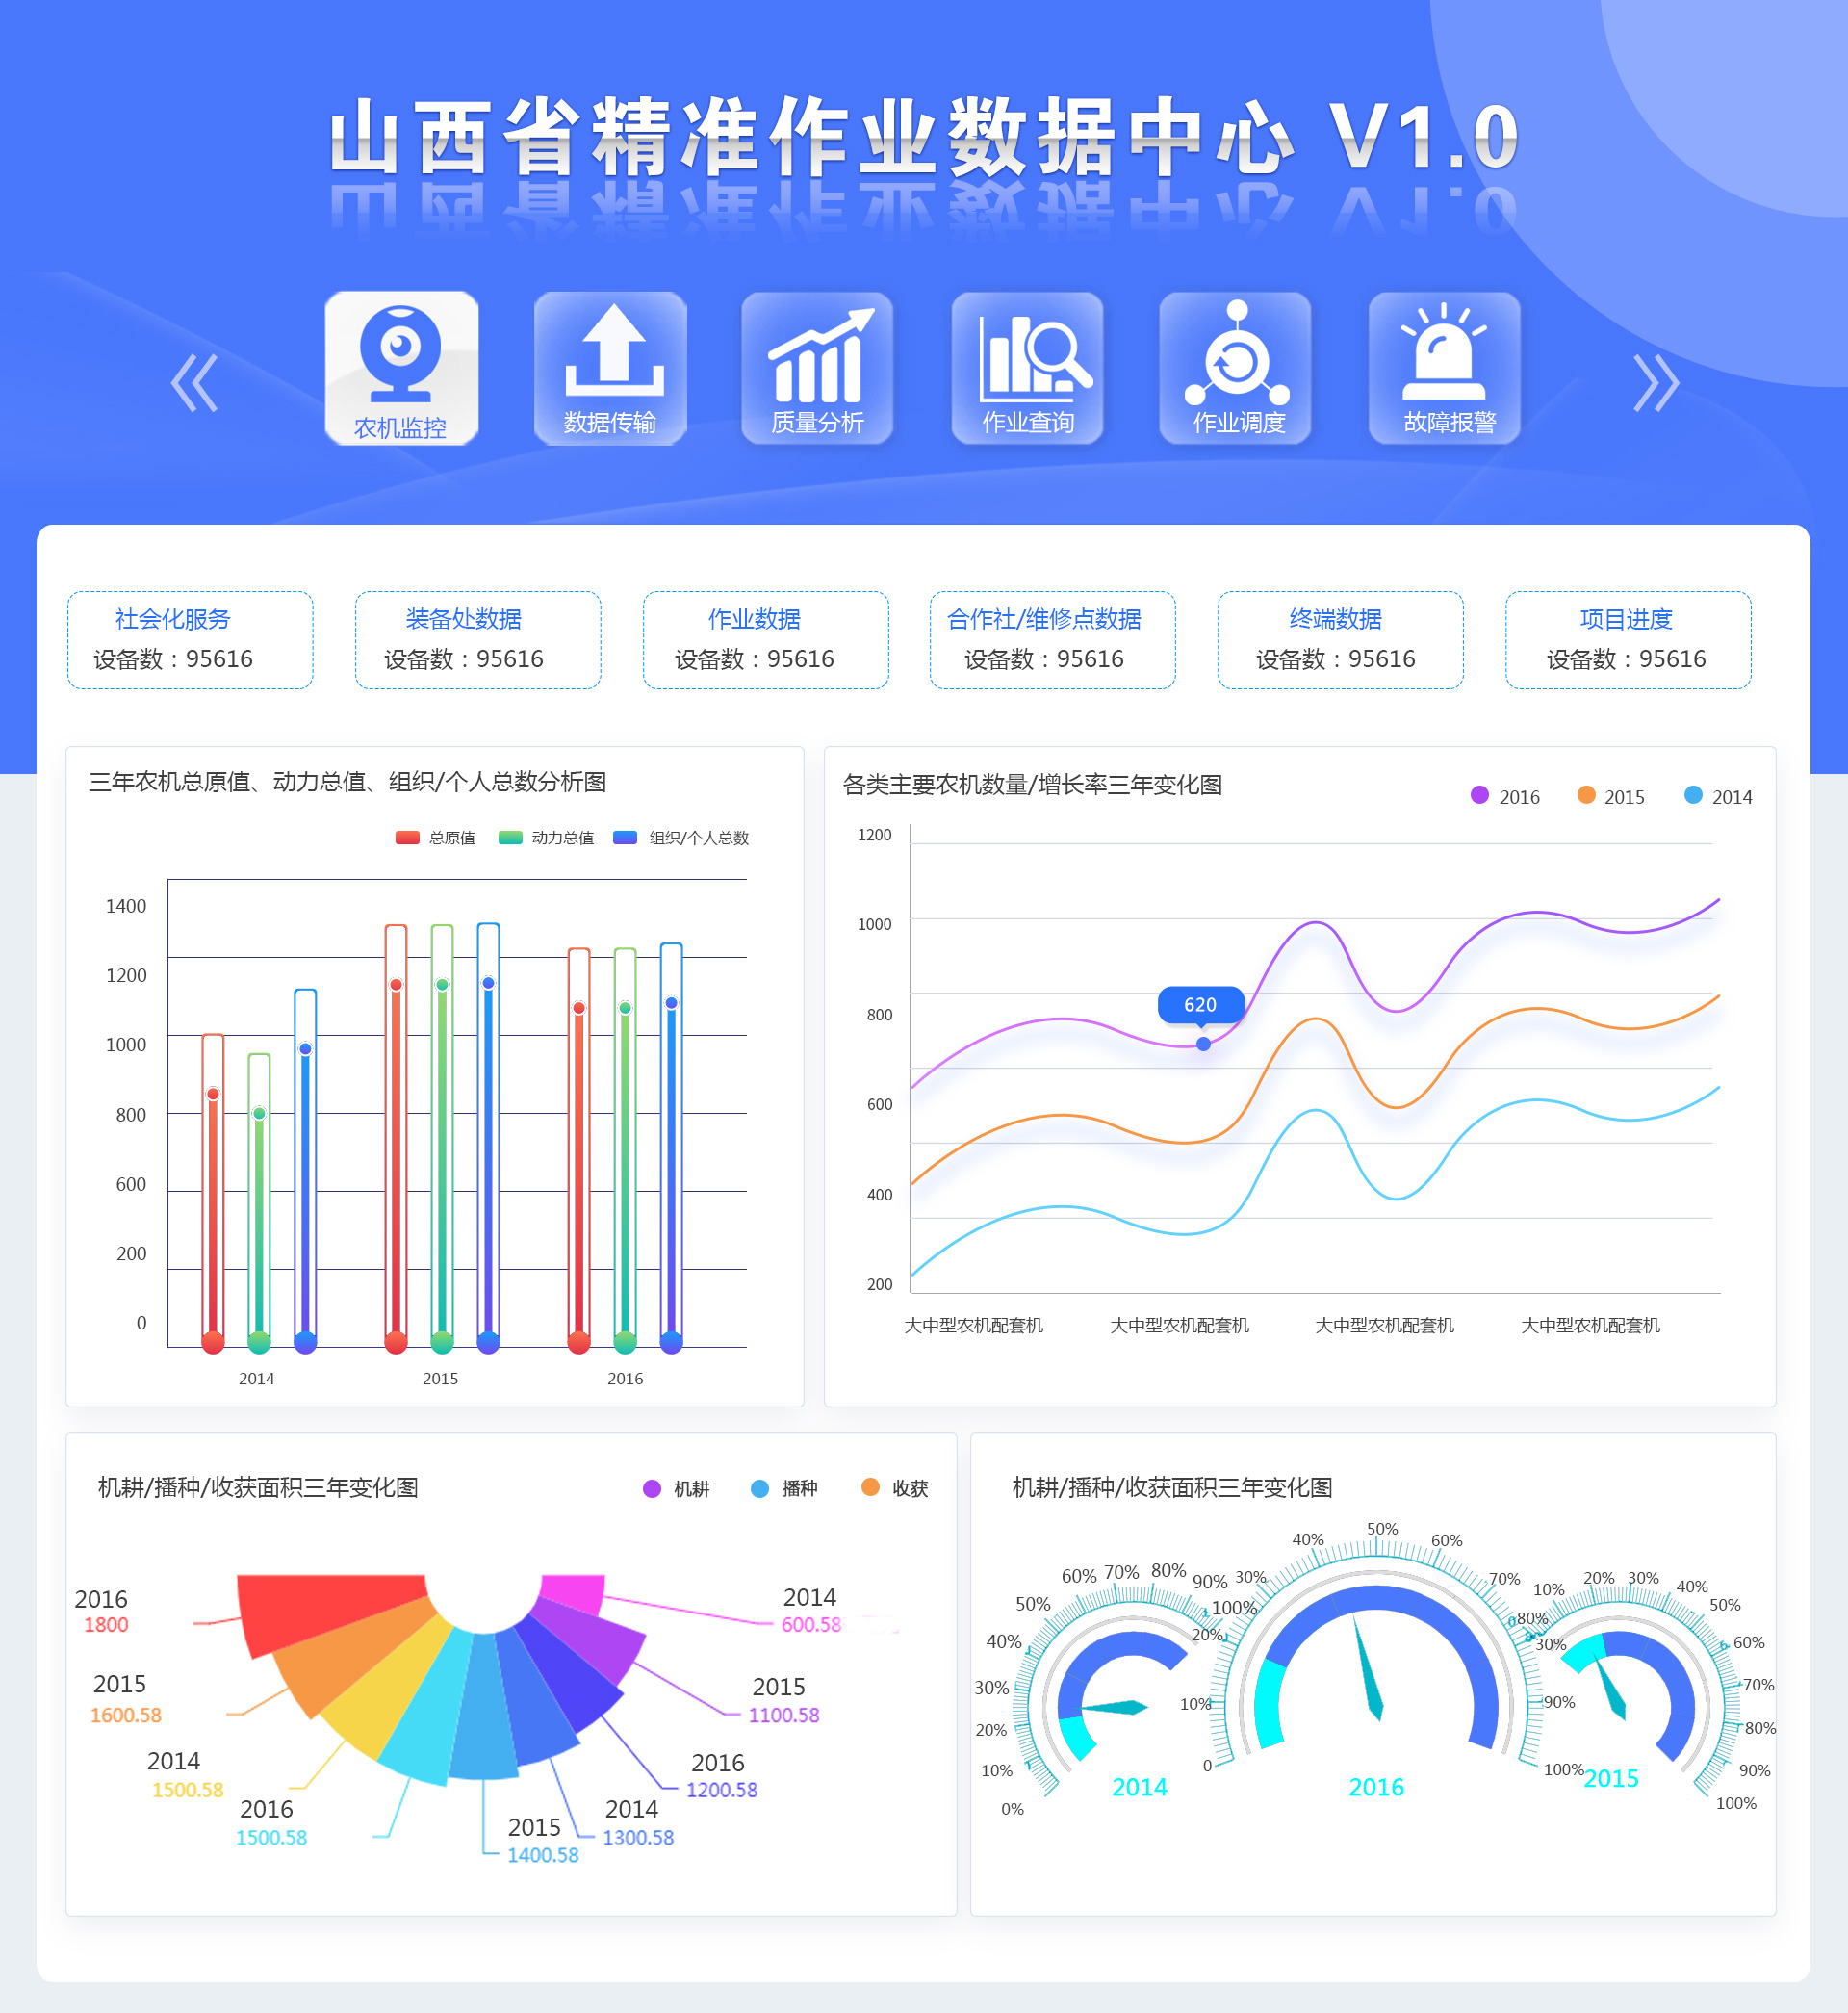 山西省精准作业数据中心 V1.0
农机监控
数据传输
质量分析
作业查询
作业调度
故障报警
社会化服务
设备数：95616
装备处数据
设备数：95616
作业数据
设备数：95616
合作社/维修点数据
设备数：95616
终端数据
设备数：95616
项目进度
设备数：95616
三年农机总原值、动力总值、组织/个人总数分析图
总原值
动力总值
组织/个人总数
1400
1200
1000
800
600
200
0
2014
2015
2016
各类主要农机数量/增长率三年变化图
2016
2015
2014
1200
1000
800
600
400
200
620
大中型农机配套机
大中型农机配套机
大中型农机配套机
大中型农机配套机
机耕/播种/收获面积三年变化图
机耕
播种
收获
2016
1800
2015
1600.58
2014
1500.58
2016
1500.58
2015
1400.58
2014
1300.58
2016
1200.58
2015
1100.58
2014
600.58
机耕/播种/收获面积三年变化图
0%
10%
20%
30%
40%
50%
60%
70%
80%
90%
100%
2014
0
10%
20%
30%
40%
50%
60%
70%
80%
90%
100%
2016
30%
10%
20%
30%
40%
50%
60%
70%
80%
90%
100%
2015